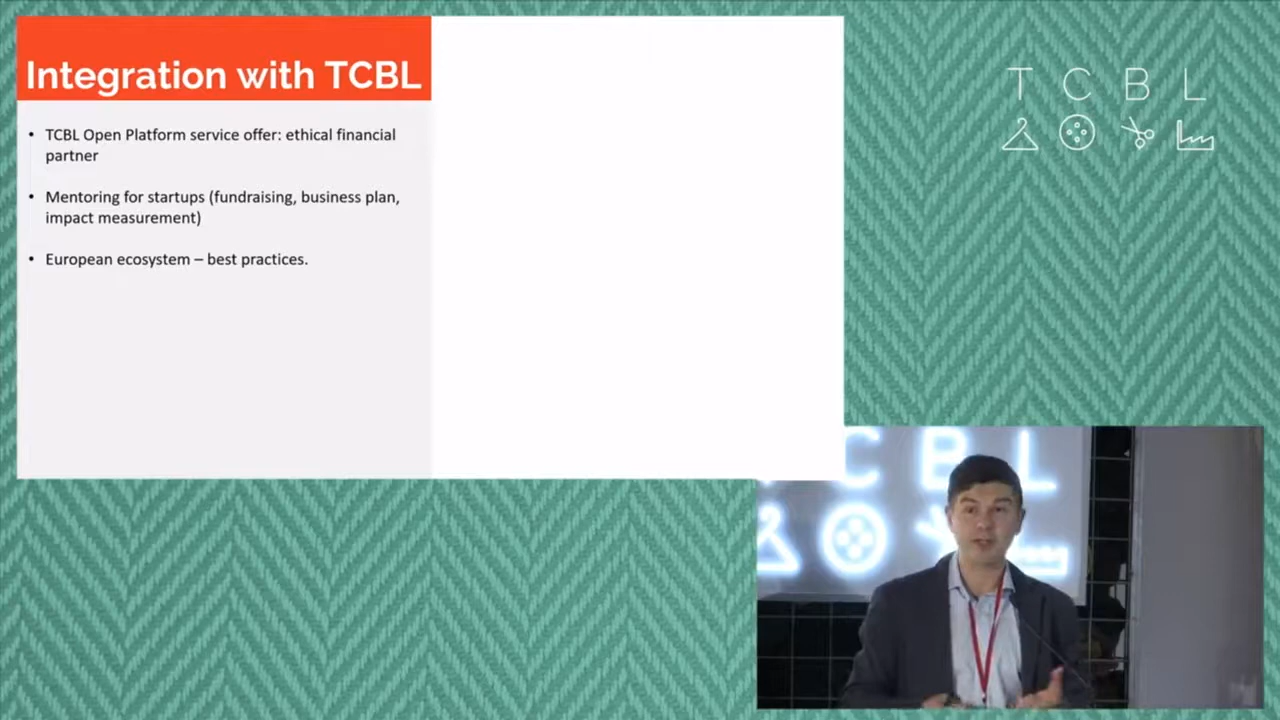 Integration with TCBL
• TCBL Open Platform service offer: ethical financial
partner
• Mentoring for startups (fundraising, business plan,
impact measurement)
• European ecosystem – best practices.
T C B L
C B L